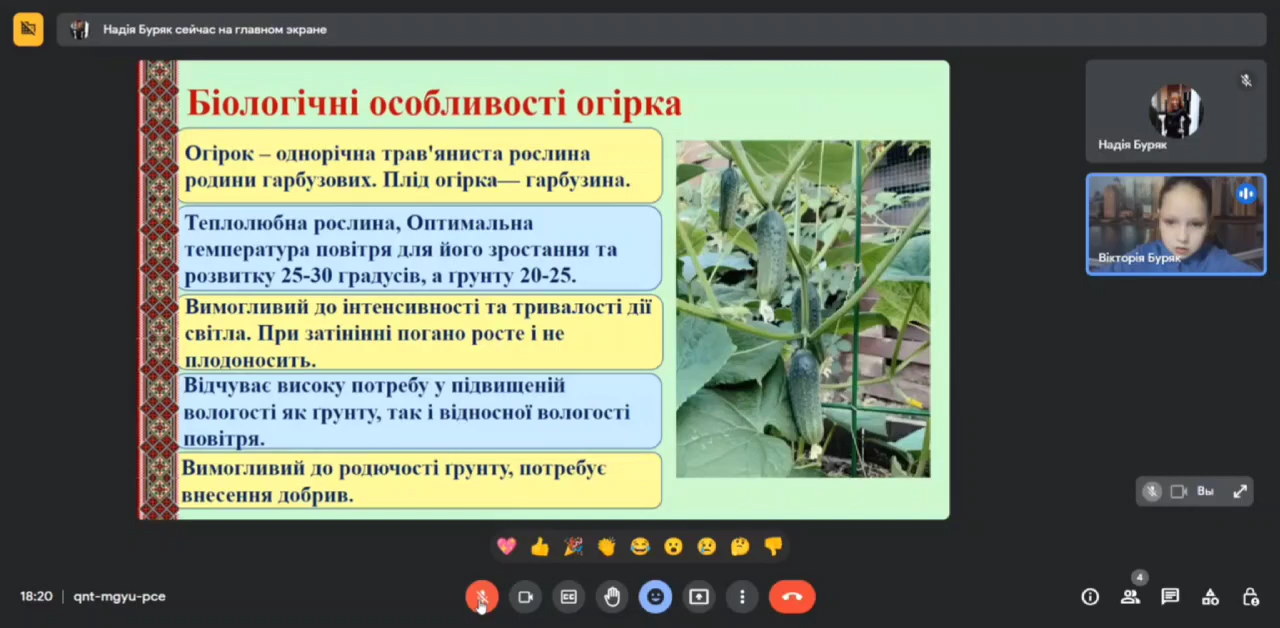 Надія Буряк сейчас на главном экране
Біологічні особливості огірка
Огірок – однорічна трав'яниста рослина
родини гарбузових. Плід огірка— гарбузина.
Теплолюбна рослина, Оптимальна
температура повітря для його зростання та
розвитку 25-30 градусів, а ґрунту 20-25.
Вимогливий до інтенсивності та тривалості дії
світла. При затінінні погано росте і не
плодоносить.
Відчуває високу потребу у підвищеній
вологості як ґрунту, так і відносної вологості
повітря.
Вимогливий до родючості ґрунту, потребує
внесення добрив.
Надія Буряк
Вікторія Буряк
Вы
18:20 | qnt-mgyu-pce
4